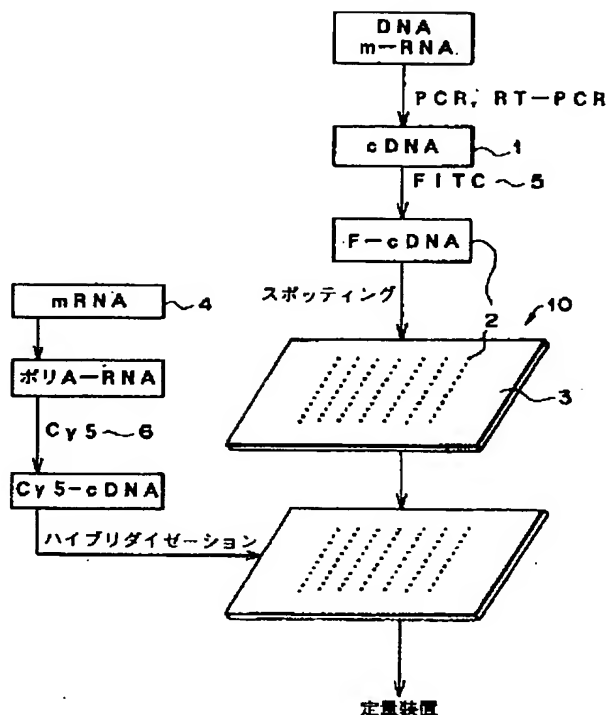 DNA
m-RNA
PCR, RT-PCR
cDNA
1
FITC~5
F-cDNA
スポッティング
2
10
3
mRNA
4
ポリA-RNA
Cy5~6
Cy5-cDNA
ハイブリダイゼーション
定量装置